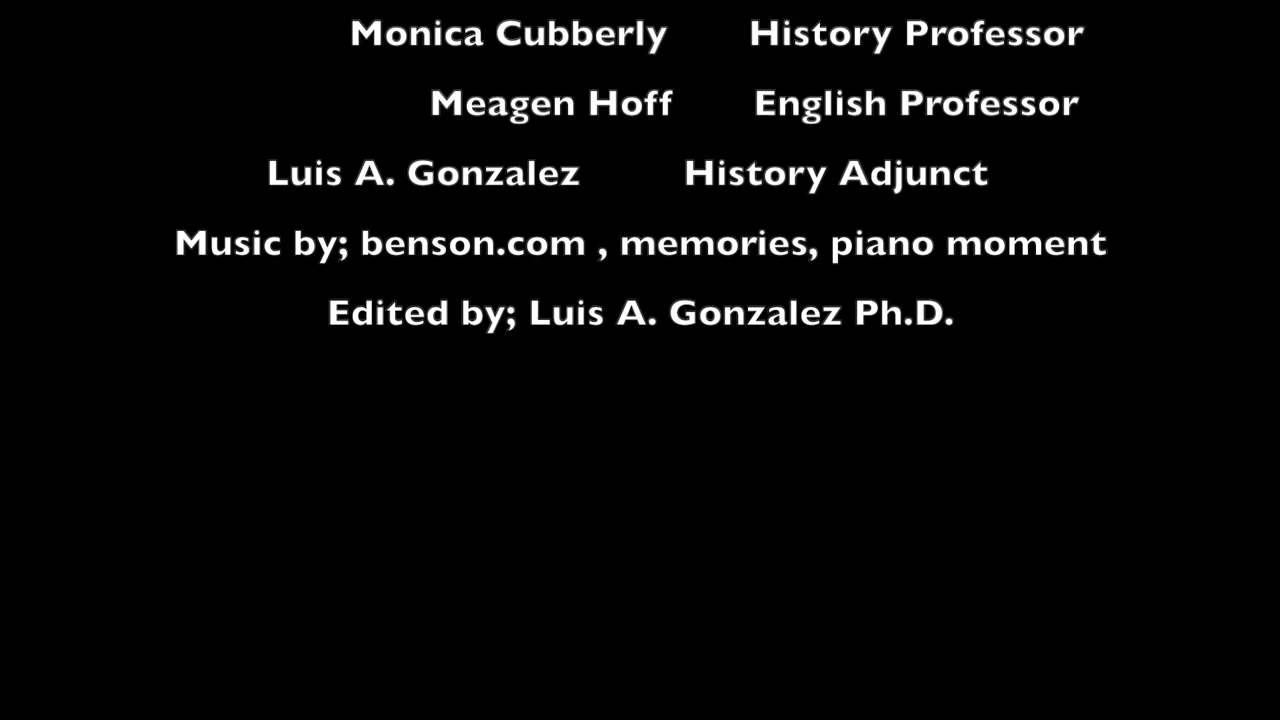 Monica Cubberly History Professor
Meagen Hoff English Professor
Luis A. Gonzalez History Adjunct
Music by; benson.com , memories, piano moment
Edited by; Luis A. Gonzalez Ph.D.